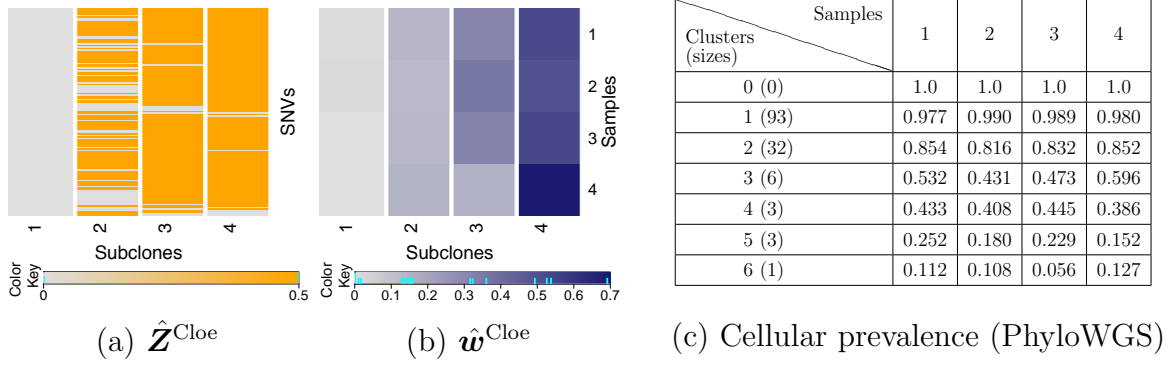 SNVs
1 2 3 4
Subclones
Color Key
0 0.5
(a) Ẑ^Cloe
1
2
3
4
Samples
1 2 3 4
Subclones
Color Key
0 0.1 0.2 0.3 0.4 0.5 0.6 0.7
(b) ŵ^Cloe
Samples
Clusters (sizes) 1 2 3 4
0 (0) 1.0 1.0 1.0 1.0
1 (93) 0.977 0.990 0.989 0.980
2 (32) 0.854 0.816 0.832 0.852
3 (6) 0.532 0.431 0.473 0.596
4 (3) 0.433 0.408 0.445 0.386
5 (3) 0.252 0.180 0.229 0.152
6 (1) 0.112 0.108 0.056 0.127
(c) Cellular prevalence (PhyloWGS)